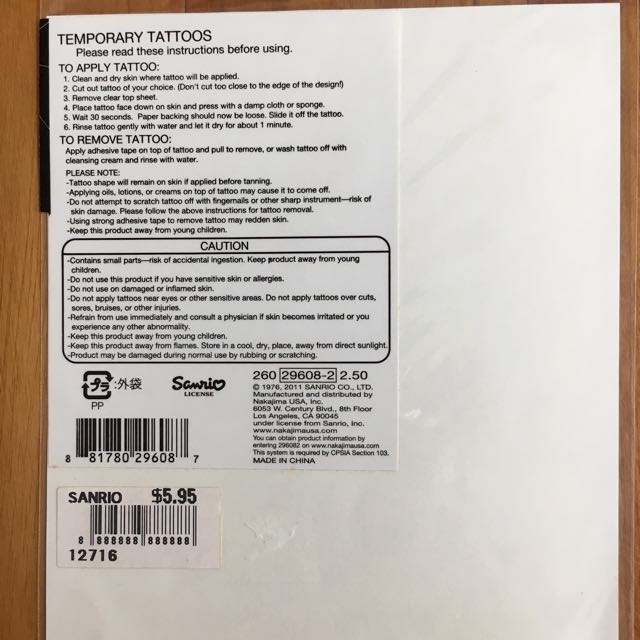 TEMPORARY TATTOOS
Please read these instructions before using.
TO APPLY TATTOO:
1. Clean and dry skin where tattoo will be applied.
2. Cut out tattoo of your choice. (Don't cut too close to the edge of the design!)
3. Remove clear top sheet.
4. Place tattoo face down on skin and press with a damp cloth or sponge.
5. Wait 30 seconds. Paper backing should now be loose. Slide it off the tattoo.
6. Rinse tattoo gently with water and let it dry for about 1 minute.
TO REMOVE TATTOO:
Apply adhesive tape on top of tattoo and pull to remove, or wash tattoo off with
cleansing cream and rinse with water.
PLEASE NOTE:
-Tattoo shape will remain on skin if applied before tanning.
-Applying oils, lotions, or creams on top of tattoo may cause it to come off.
-Do not attempt to scratch tattoo off with fingernails or other sharp instrument—risk of
skin damage. Please follow the above instructions for tattoo removal.
-Using strong adhesive tape to remove tattoo may redden skin.
-Keep this product away from young children.
CAUTION
-Contains small parts—risk of accidental ingestion. Keep product away from young
children.
-Do not use this product if you have sensitive skin or allergies.
-Do not use on damaged or inflamed skin.
-Do not apply tattoos near eyes or other sensitive areas. Do not apply tattoos over cuts,
sores, bruises, or other injuries.
-Refrain from use immediately and consult a physician if skin becomes irritated or you
experience any other abnormality.
-Keep this product away from young children.
-Keep this product away from flames. Store in a cool, dry, place, away from direct sunlight.
-Product may be damaged during normal use by rubbing or scratching.
プラ :外袋
PP
Sanrio
LICENSE
260 29608-2 2.50
© 1976, 2011 SANRIO CO., LTD.
Manufactured and distributed by
Nakajima USA, Inc.
6053 W. Century Blvd., 8th Floor
Los Angeles, CA 90045
under license from Sanrio, Inc.
www.nakajimausa.com
You can obtain product information by
entering 296082 on www.nakajimausa.com
This system is required by CPSIA Section 103.
MADE IN CHINA
8 81780 29608 7
SANRIO $5.95
8 888888 888888
12716